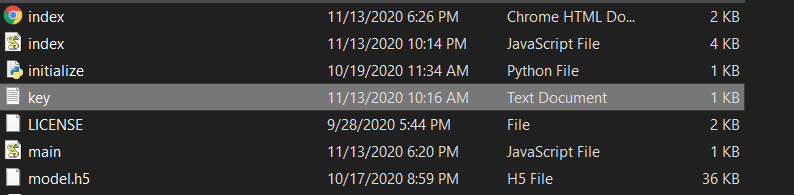 index 11/13/2020 6:26 PM Chrome HTML Do... 2 KB
index 11/13/2020 10:14 PM JavaScript File 4 KB
initialize 10/19/2020 11:34 AM Python File 1 KB
key 11/13/2020 10:16 AM Text Document 1 KB
LICENSE 9/28/2020 5:44 PM File 2 KB
main 11/13/2020 6:20 PM JavaScript File 1 KB
model.h5 10/17/2020 8:59 PM H5 File 36 KB